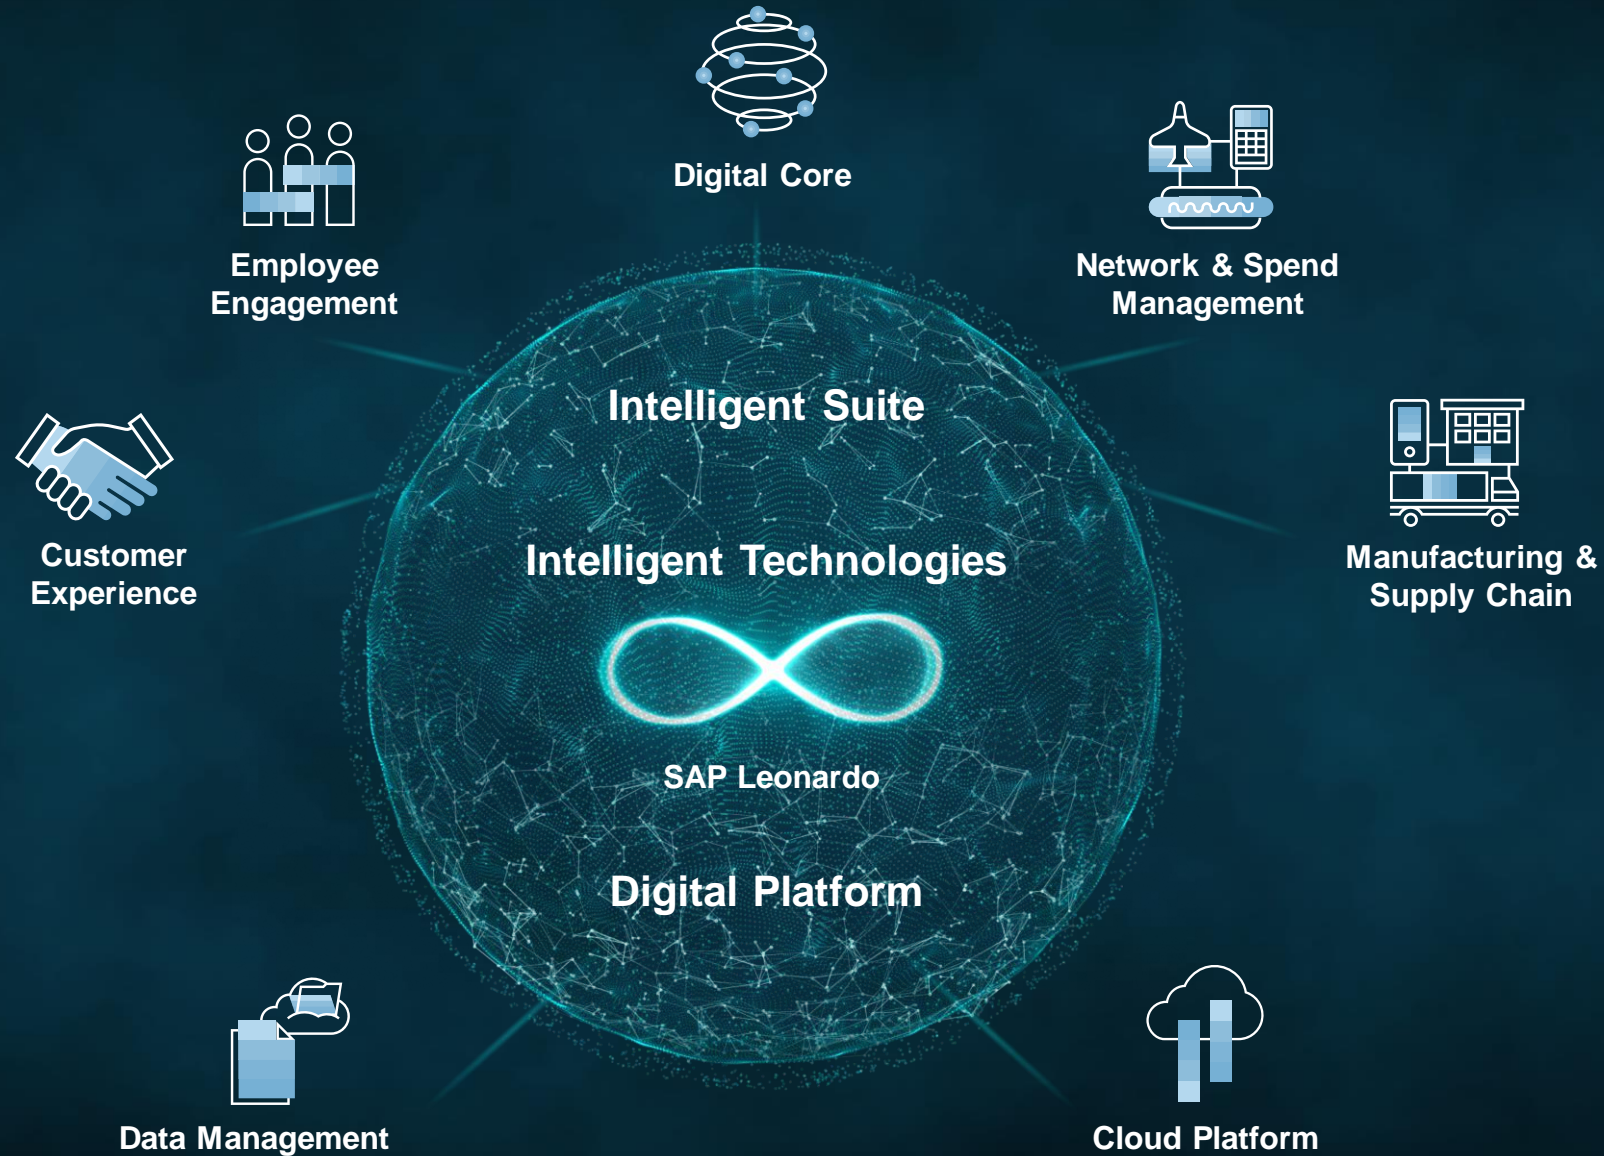 Digital Core
Employee
Engagement
Network & Spend
Management
Intelligent Suite
Customer
Experience
Intelligent Technologies
Manufacturing &
Supply Chain
SAP Leonardo
Digital Platform
Data Management
Cloud Platform